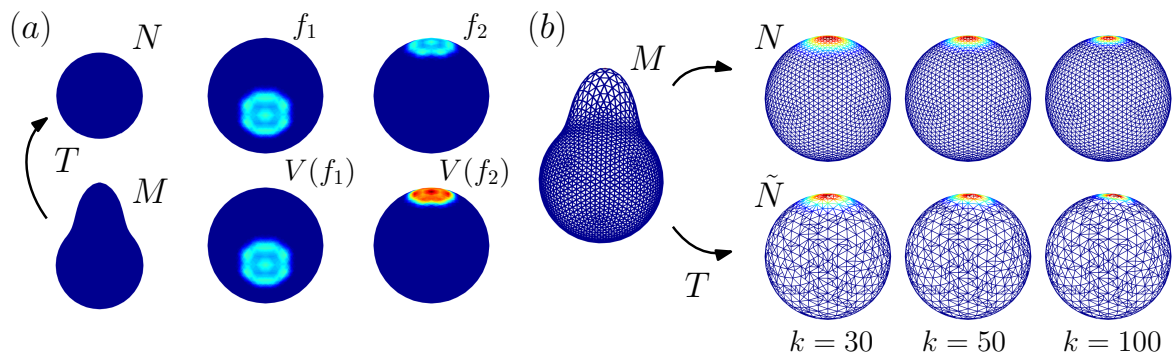 (a)
N
T
M
f₁
f₂
V(f₁)
V(f₂)
(b)
M
T
N
Ñ
k = 30
k = 50
k = 100